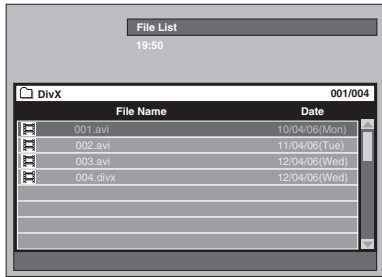 File List
19:50
DivX 001/004
File Name Date
001.avi 10/04/06(Mon)
002.avi 11/04/06(Tue)
003.avi 12/04/06(Wed)
004.divx 12/04/06(Wed)